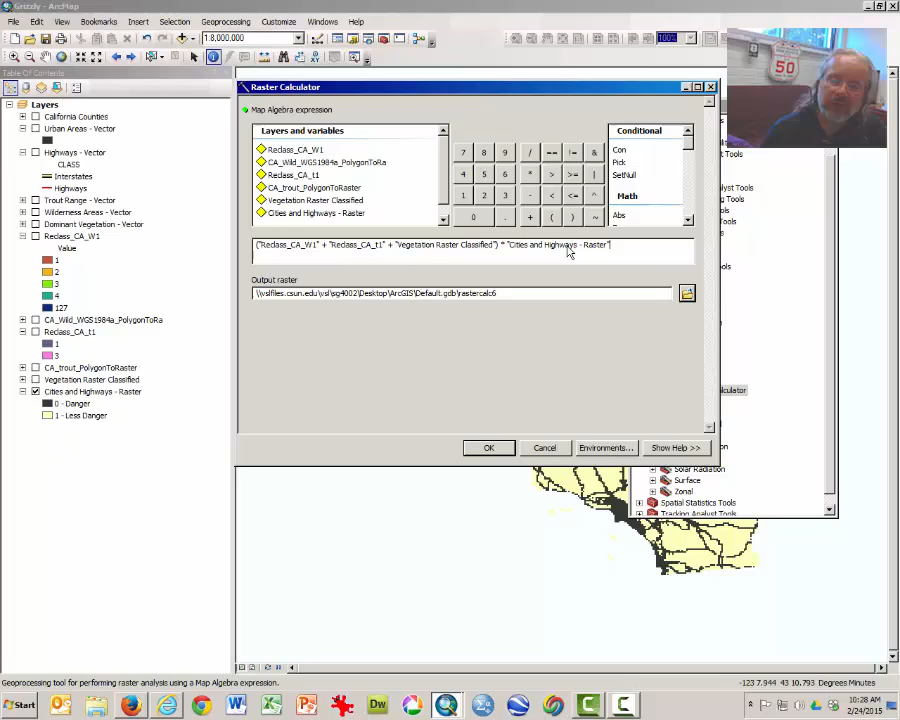 Grizzly - ArcMap
File Edit View Bookmarks Insert Selection Geoprocessing Customize Windows Help
1:8,000,000
100%
Table Of Contents
Layers
California Counties
Urban Areas - Vector
Highways - Vector
CLASS
Interstates
Highways
Trout Range - Vector
Wilderness Areas - Vector
Dominant Vegetation - Vector
Reclass_CA_W1
Value
1
2
3
4
127
CA_Wild_WGS1984a_PolygonToRa
Reclass_CA_t1
1
3
CA_trout_PolygonToRaster
Vegetation Raster Classified
Cities and Highways - Raster
0 - Danger
1 - Less Danger
Raster Calculator
Map Algebra expression
Layers and variables
Reclass_CA_W1
CA_Wild_WGS1984a_PolygonToRa
Reclass_CA_t1
CA_trout_PolygonToRaster
Vegetation Raster Classified
Cities and Highways - Raster
7 8 9 / == != &
4 5 6 * > >= |
1 2 3 - < <= ^
0 . + ( ) ~
Conditional
Con
Pick
SetNull
Math
Abs
("Reclass_CA_W1" + "Reclass_CA_t1" + "Vegetation Raster Classified") * "Cities and Highways - Raster"
Output raster
\\vslfiles.csun.edu\vsl\sg4002\Desktop\ArcGIS\Default.gdb\rastercalc6
OK Cancel Environments... Show Help >>
50
Tools
Tools
Tools
Tools
ls
alculator
Solar Radiation
Surface
Zonal
Spatial Statistics Tools
Tracking Analyst Tools
Geoprocessing tool for performing raster analysis using a Map Algebra expression.
-123.7.944 43 10.793 Degrees Minutes
Start
10:28 AM
2/24/2015